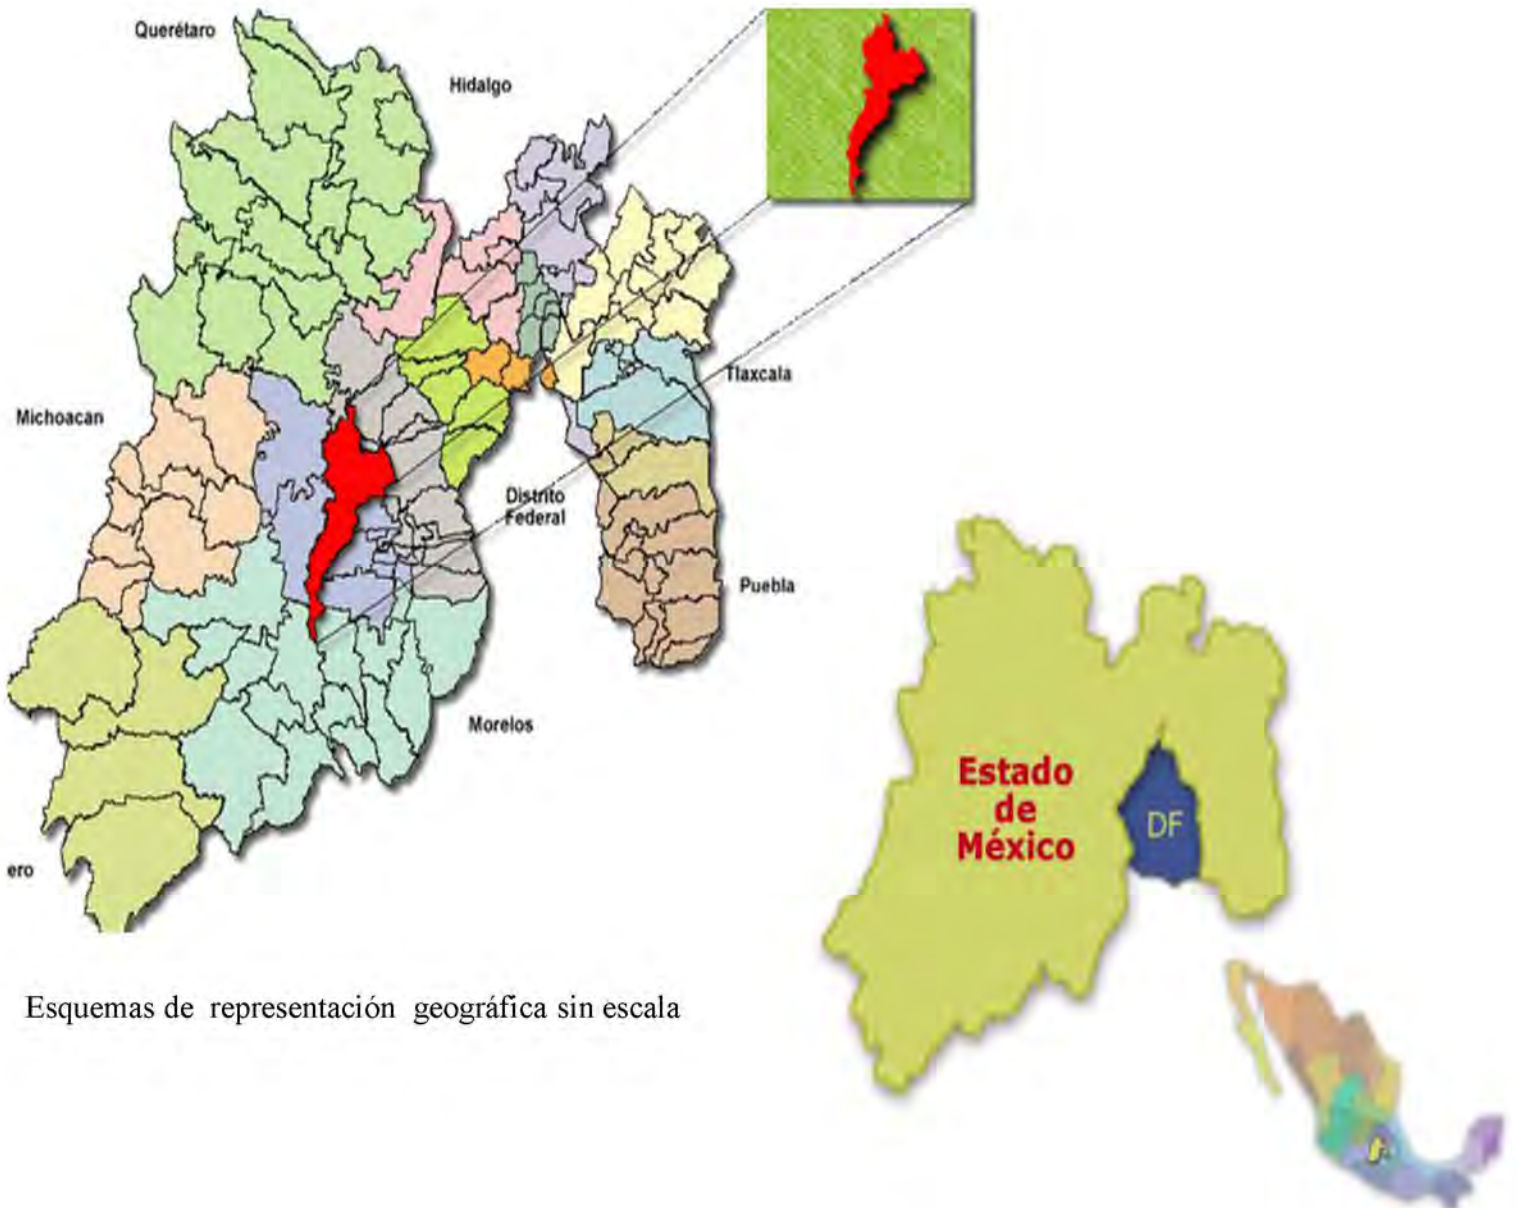 Querétaro
Hidalgo
Tlaxcala
Michoacan
Distrito
Federal
Puebla
Morelos
ero
Estado
de
México
DF
Esquemas de representación geográfica sin escala